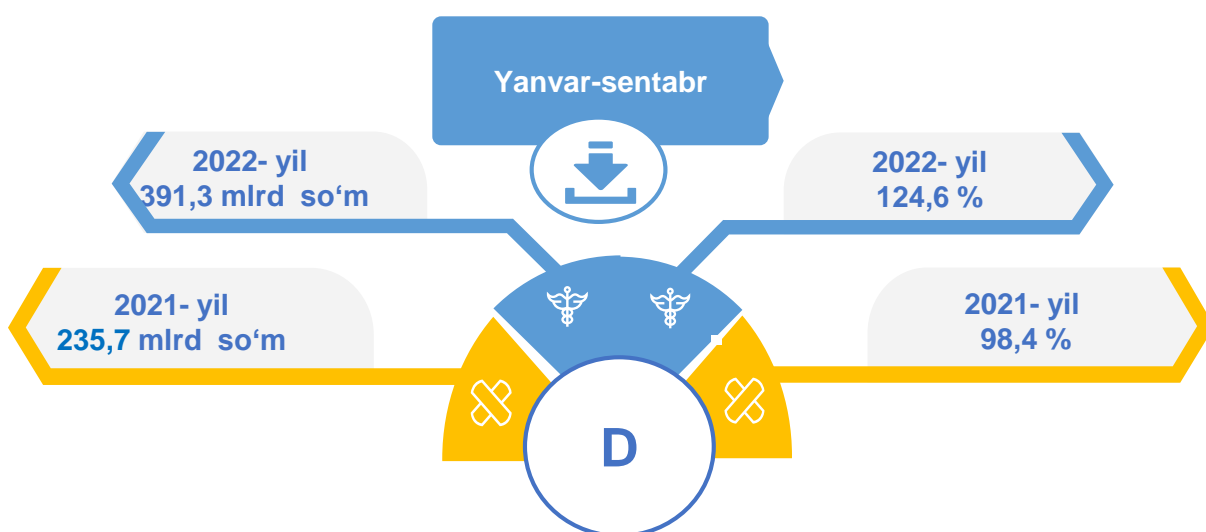 Yanvar-sentabr
2022- yil
391,3 mlrd so‘m
2022- yil
124,6 %
2021- yil
235,7 mlrd so‘m
2021- yil
98,4 %
D